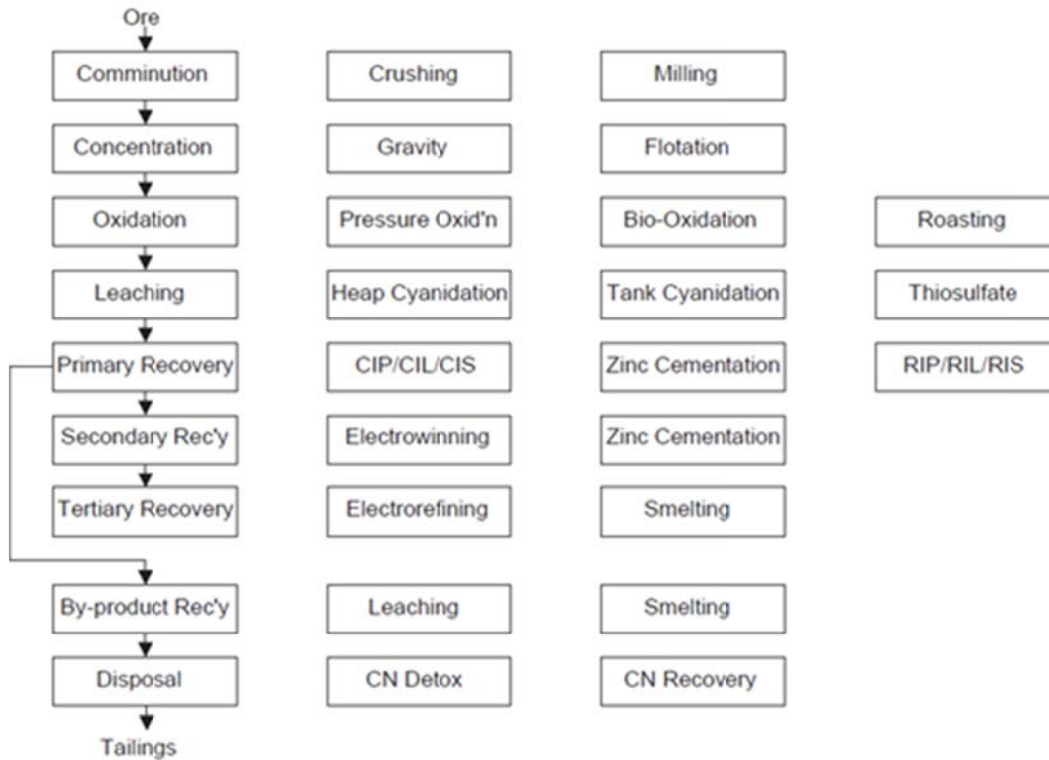 Ore
Comminution Crushing Milling
Concentration Gravity Flotation
Oxidation Pressure Oxid'n Bio-Oxidation Roasting
Leaching Heap Cyanidation Tank Cyanidation Thiosulfate
Primary Recovery CIP/CIL/CIS Zinc Cementation RIP/RIL/RIS
Secondary Rec'y Electrowinning Zinc Cementation
Tertiary Recovery Electrorefining Smelting
By-product Rec'y Leaching Smelting
Disposal CN Detox CN Recovery
Tailings